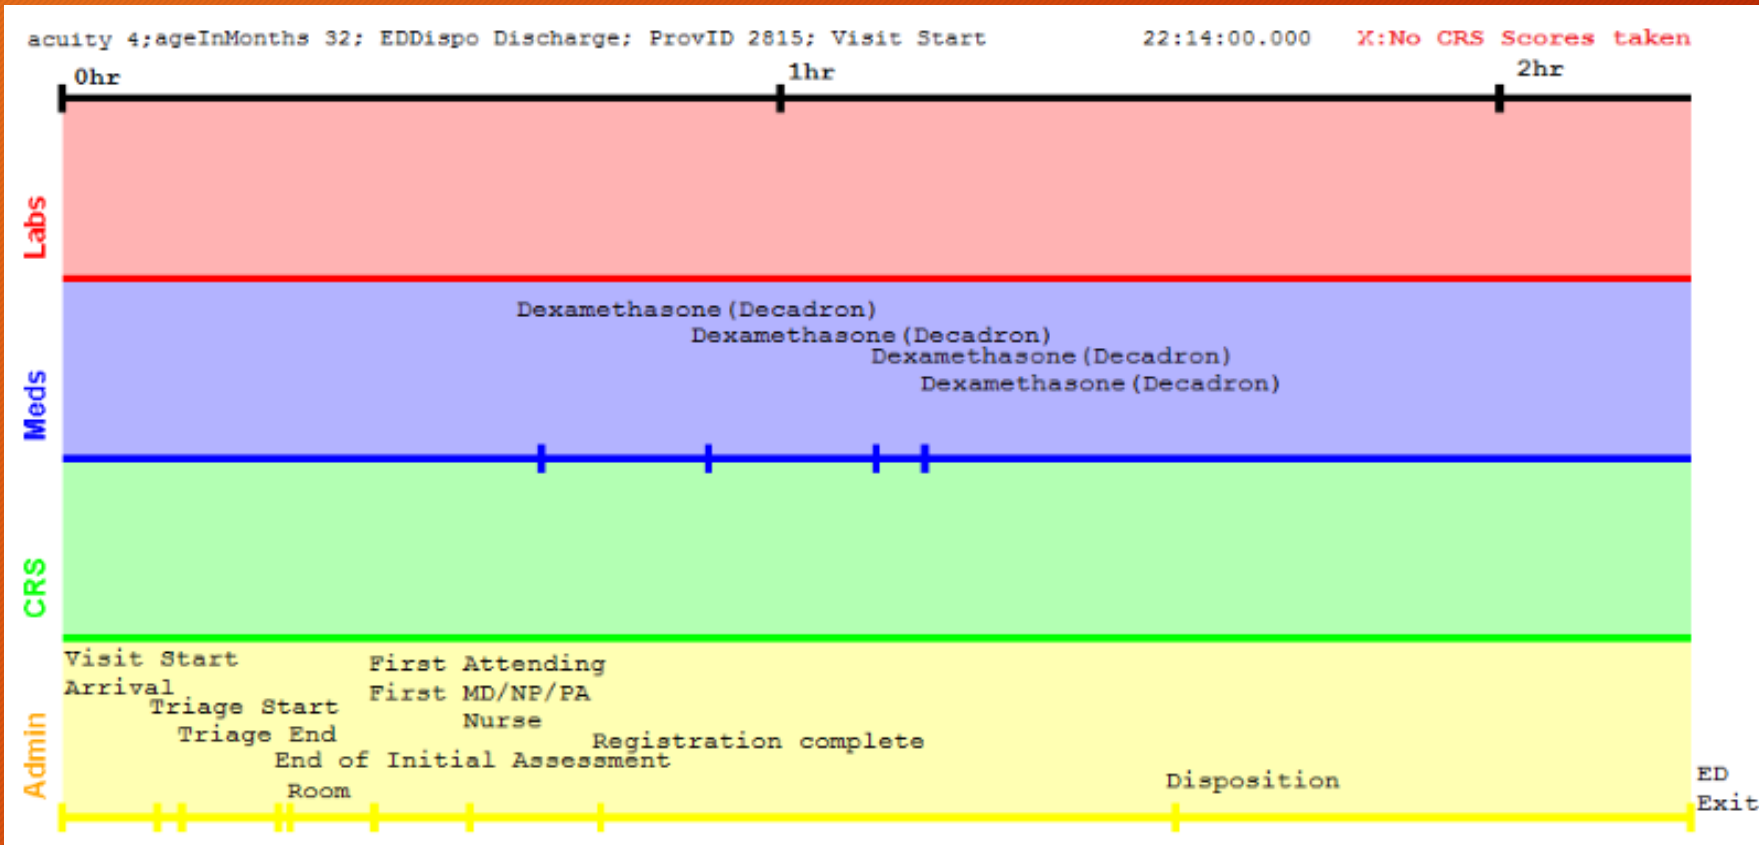 acuity 4;ageInMonths 32; EDDispo Discharge; ProvID 2815; Visit Start 22:14:00.000 X:No CRS Scores taken
0hr 1hr 2hr
Labs
Meds
Dexamethasone(Decadron)
Dexamethasone(Decadron)
Dexamethasone(Decadron)
Dexamethasone(Decadron)
CRS
Admin
Visit Start
Arrival
Triage Start
Triage End
End of Initial Assessment
Room
First Attending
First MD/NP/PA
Nurse
Registration complete
Disposition
ED
Exit